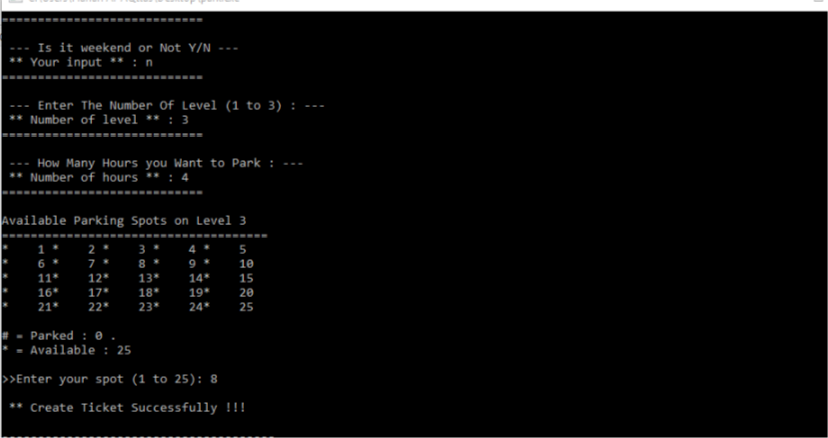 ============================
--- Is it weekend or Not Y/N ---
** Your input ** : n
============================
--- Enter The Number Of Level (1 to 3) : ---
** Number of level ** : 3
============================
--- How Many Hours you Want to Park : ---
** Number of hours ** : 4
============================
Available Parking Spots on Level 3
=====================================
* 1 * 2 * 3 * 4 * 5
* 6 * 7 * 8 * 9 * 10
* 11* 12* 13* 14* 15
* 16* 17* 18* 19* 20
* 21* 22* 23* 24* 25
# = Parked : 0 .
* = Available : 25
>>Enter your spot (1 to 25): 8
** Create Ticket Successfully !!!